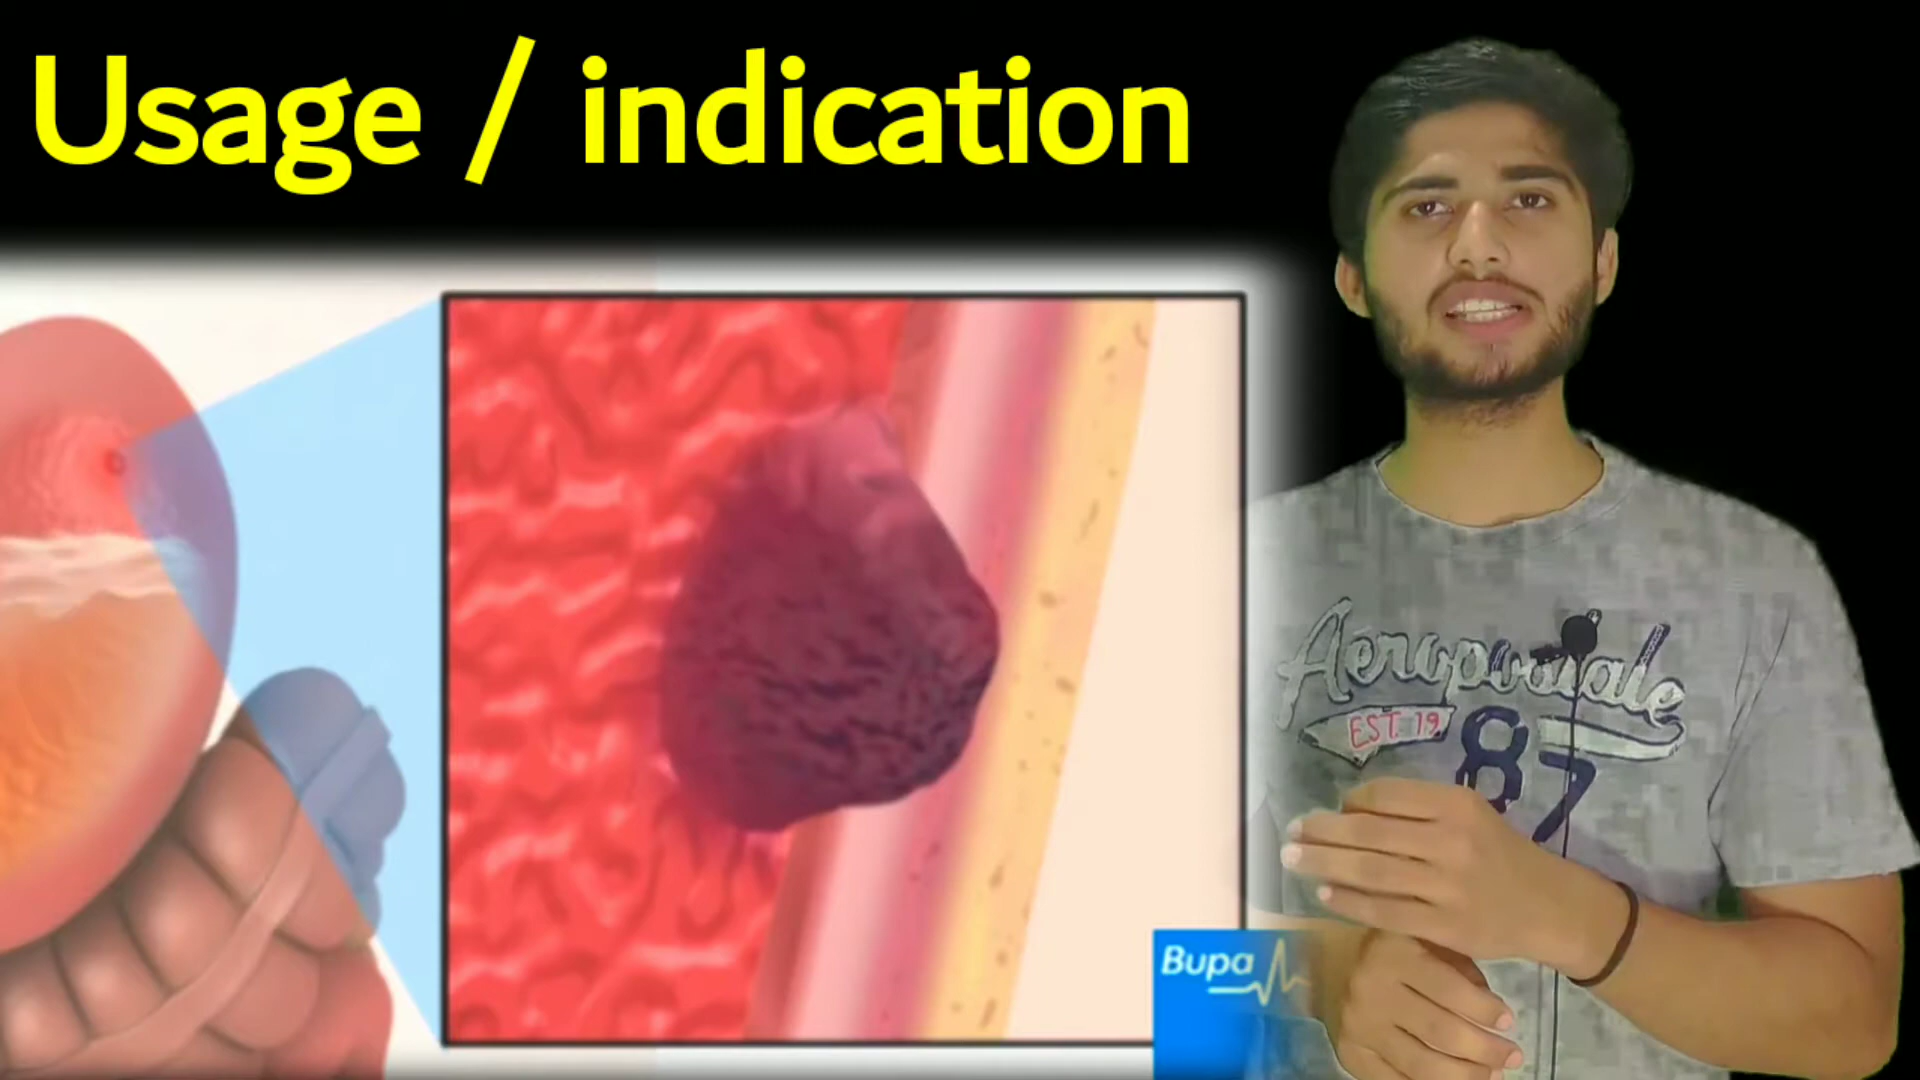 Usage / indication
Aeropostale
EST. 19
87
Bupa